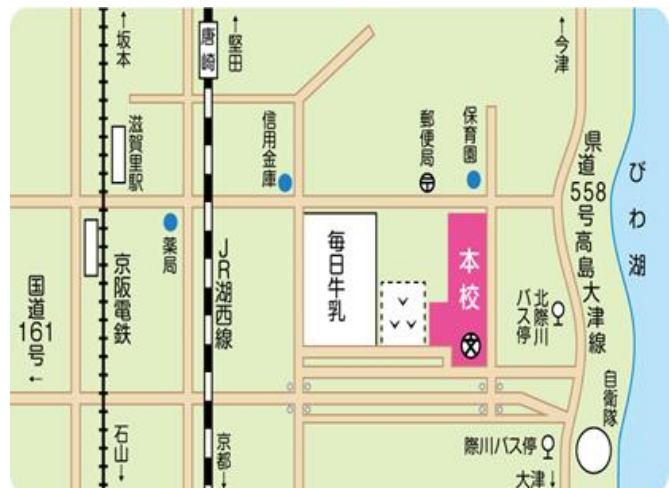 ↑坂本
唐崎
↑堅田
↑今津
滋賀里駅
信用金庫
郵便局
保育園
県道558号高島大津線
びわ湖
薬局
京阪電鉄
JR湖西線
毎日牛乳
本校
北際川
バス停
国道
161
号
←
自衛隊
石山↓
京都↓
際川バス停
大津↓